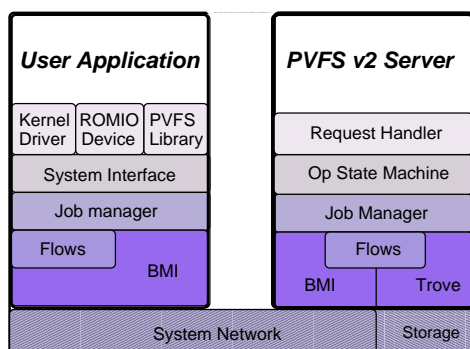 User Application
Kernel Driver
ROMIO Device
PVFS Library
System Interface
Job manager
Flows
BMI
PVFS v2 Server
Request Handler
Op State Machine
Job Manager
Flows
BMI
Trove
System Network
Storage